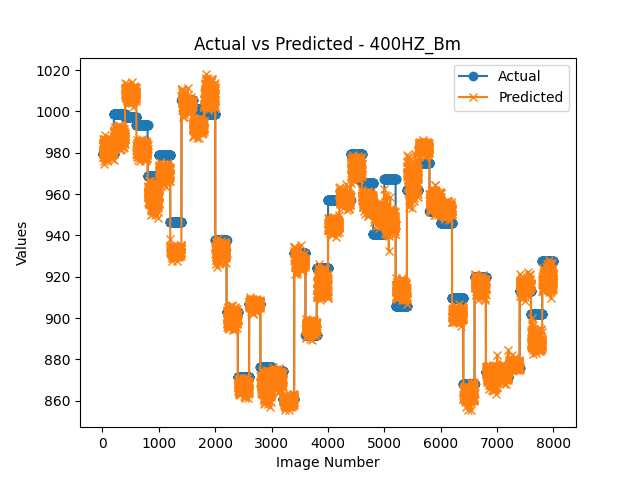 Actual vs Predicted - 400HZ_Bm
Actual
Predicted
Values
1020
1000
980
960
940
920
900
880
860
0 1000 2000 3000 4000 5000 6000 7000 8000
Image Number